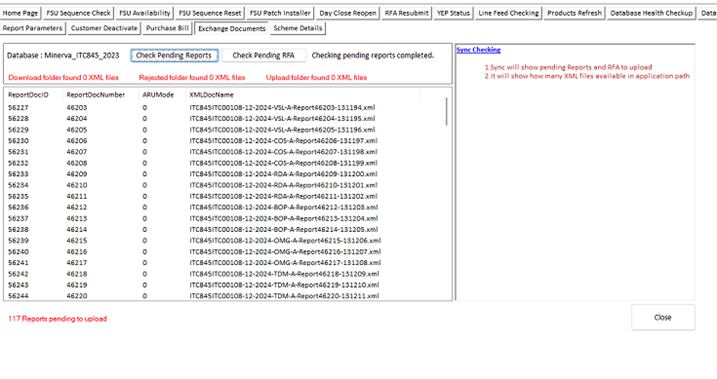 Home Page FSU Sequence Check FSU Availability FSU Sequence Reset FSU Patch Installer Day Close Reopen RFA Resubmit YEP Status Line Feed Checking Products Refresh Database Health Checkup Data
Report Parameters Customer Deactivate Purchase Bill Exchange Documents Scheme Details
Database : Minerva_ITC845_2023 Check Pending Reports Check Pending RFA Checking pending reports completed.
Download folder found 0 XML files Rejected folder found 0 XML files Upload folder found 0 XML files
Sync Checking
1.Sync will show pending Reports and RFA to upload
2.It will show how many XML files available in application path
ReportDocID ReportDocNumber ARUMode XMLDocName
56227 46203 0 ITC845ITC00108-12-2024-VSL-A-Report46203-131194.xml
56228 46204 0 ITC845ITC00108-12-2024-VSL-A-Report46204-131195.xml
56229 46205 0 ITC845ITC00108-12-2024-VSL-A-Report46205-131196.xml
56230 46206 0 ITC845ITC00108-12-2024-COS-A-Report46206-131197.xml
56231 46207 0 ITC845ITC00108-12-2024-COS-A-Report46207-131198.xml
56232 46208 0 ITC845ITC00108-12-2024-COS-A-Report46208-131199.xml
56233 46209 0 ITC845ITC00108-12-2024-RDA-A-Report46209-131200.xml
56234 46210 0 ITC845ITC00108-12-2024-RDA-A-Report46210-131201.xml
56235 46211 0 ITC845ITC00108-12-2024-RDA-A-Report46211-131202.xml
56236 46212 0 ITC845ITC00108-12-2024-BOP-A-Report46212-131203.xml
56237 46213 0 ITC845ITC00108-12-2024-BOP-A-Report46213-131204.xml
56238 46214 0 ITC845ITC00108-12-2024-BOP-A-Report46214-131205.xml
56239 46215 0 ITC845ITC00108-12-2024-OMG-A-Report46215-131206.xml
56240 46216 0 ITC845ITC00108-12-2024-OMG-A-Report46216-131207.xml
56241 46217 0 ITC845ITC00108-12-2024-OMG-A-Report46217-131208.xml
56242 46218 0 ITC845ITC00108-12-2024-TDM-A-Report46218-131209.xml
56243 46219 0 ITC845ITC00108-12-2024-TDM-A-Report46219-131210.xml
56244 46220 0 ITC845ITC00108-12-2024-TDM-A-Report46220-131211.xml
117 Reports pending to upload
Close